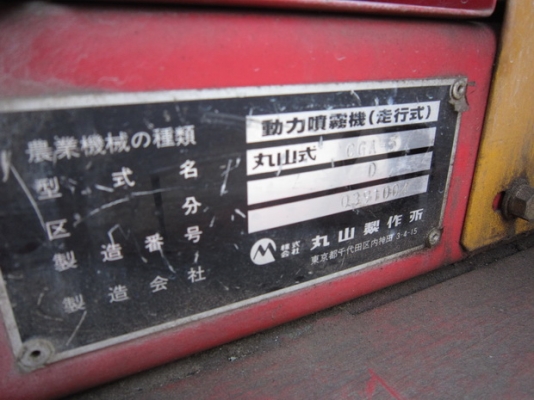 農業機械の種類 動力噴霧機(走行式)
型式名 丸山式 CGA
区分 D
製造番号
製造会社 株式会社 丸山製作所
東京都千代田区内神田3-4-15